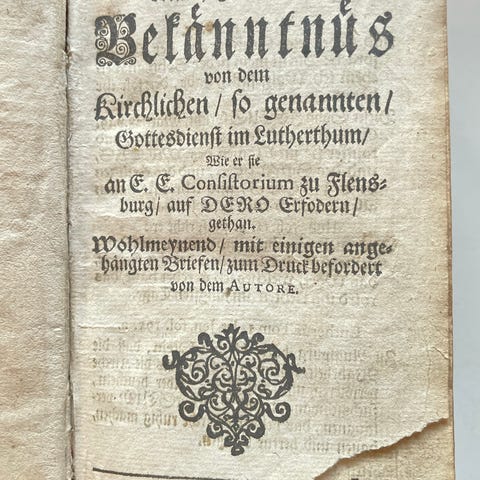 Bekänntnüs
von dem
Kirchlichen / so genannten /
Gottesdienst im Lutherthum /
Wie er sie
an E. E. Consistorium zu Flens-
burg / auf DERO Erfodern /
gethan.
Wohlmeynend / mit einigen ange-
hängten Briefen / zum Druck befordert
von dem AUTORE.